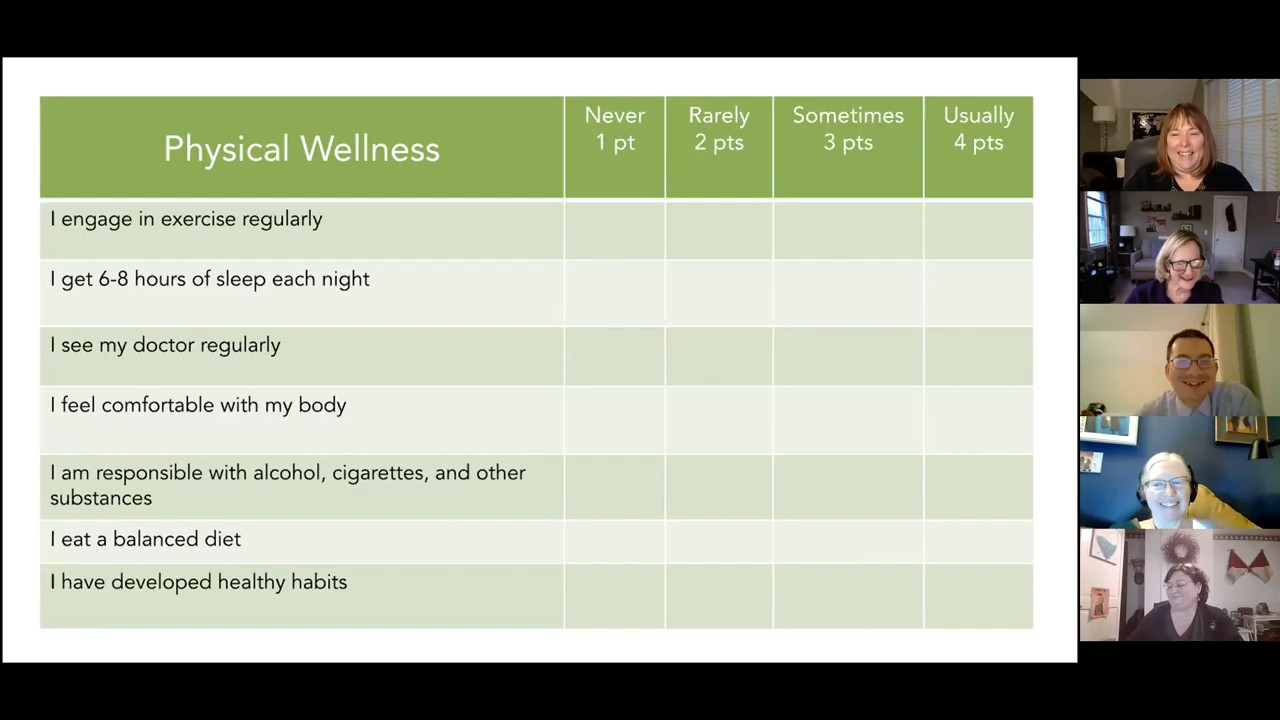 Physical Wellness
Never
1 pt
Rarely
2 pts
Sometimes
3 pts
Usually
4 pts
I engage in exercise regularly
I get 6-8 hours of sleep each night
I see my doctor regularly
I feel comfortable with my body
I am responsible with alcohol, cigarettes, and other
substances
I eat a balanced diet
I have developed healthy habits